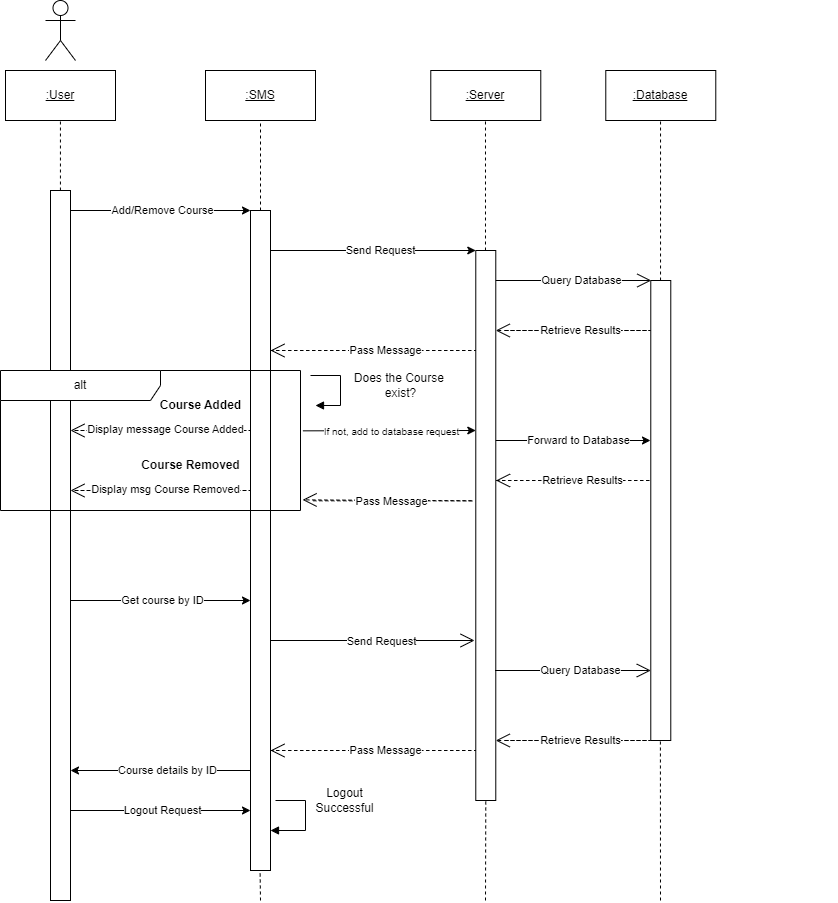 :User
:SMS
:Server
:Database
Add/Remove Course
Send Request
Query Database
Retrieve Results
Pass Message
alt
Does the Course
exist?
Course Added
Display message Course Added
If not, add to database request
Forward to Database
Course Removed
Retrieve Results
Display msg Course Removed
Pass Message
Get course by ID
Send Request
Query Database
Retrieve Results
Pass Message
Course details by ID
Logout
Successful
Logout Request